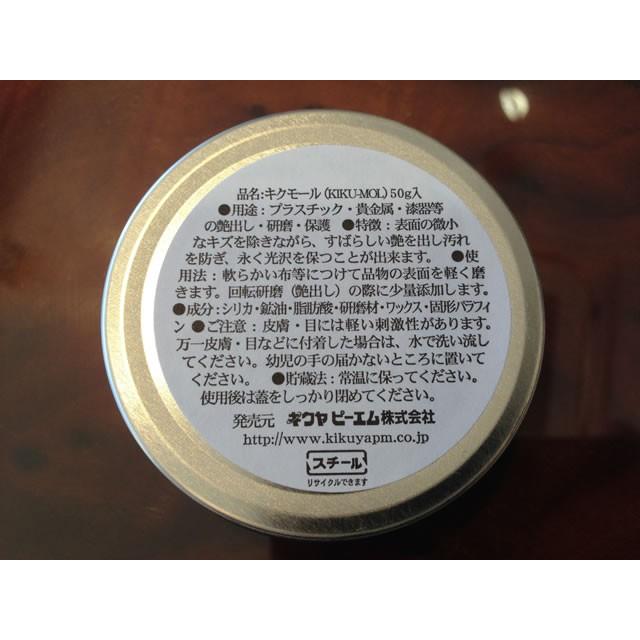 品名:キクモール(KIKU-MOL)50g入
●用途：プラスチック・貴金属・漆器等
の艶出し・研磨・保護　●特徴：表面の微小
なキズを除きながら、すばらしい艶を出し汚れ
を防ぎ、永く光沢を保つことが出来ます。　●使
用法：軟らかい布等につけて品物の表面を軽く磨
きます。回転研磨（艶出し）の際に少量添加します。
●成分：シリカ・鉱油・脂肪酸・研磨材・ワックス・固形パラフィ
ン ●ご注意：皮膚・目には軽い刺激性があります。
万一皮膚・目などに付着した場合は、水で洗い流し
てください。幼児の手の届かないところに置いて
ください。　●貯蔵法：常温に保ってください。
使用後は蓋をしっかり閉めてください。
発売元　キクヤ ピーエム株式会社
http://www.kikuyapm.co.jp
スチール
リサイクルできます